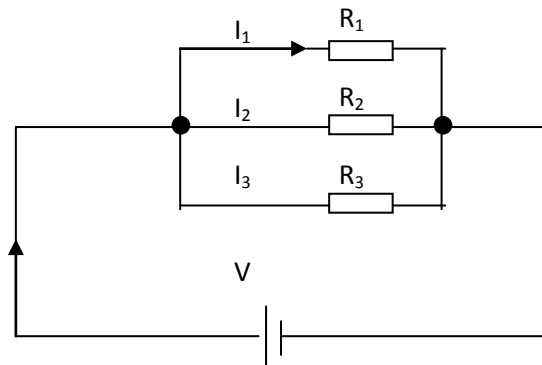 I₁ R₁
I₂ R₂
I₃ R₃
V